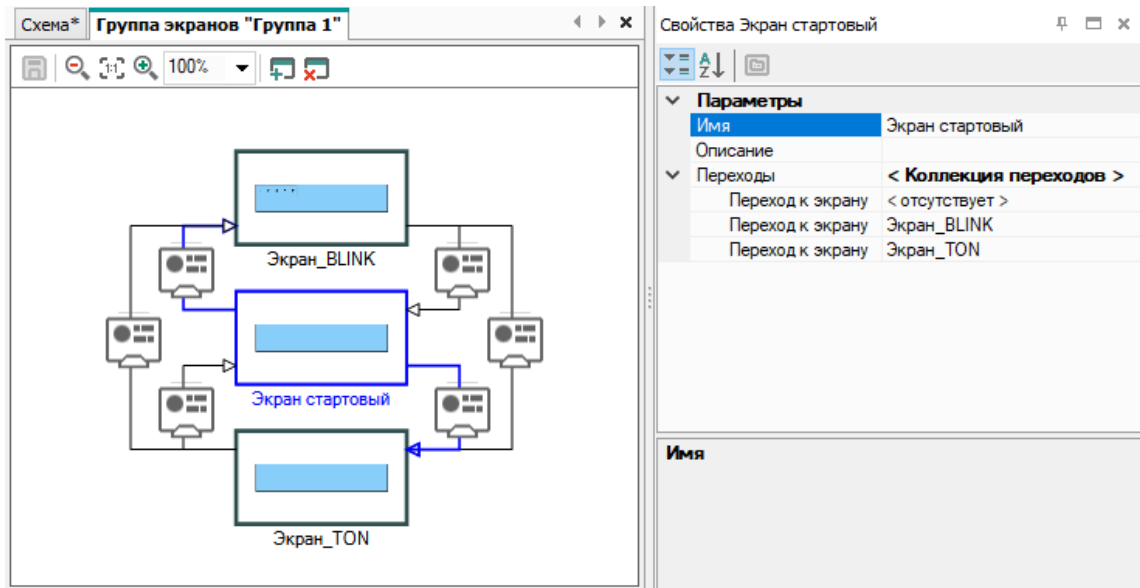 Схема* Группа экранов "Группа 1"
100%
Экран_BLINK
Экран стартовый
Экран_TON
Свойства Экран стартовый
Параметры
Имя Экран стартовый
Описание
Переходы < Коллекция переходов >
Переход к экрану < отсутствует >
Переход к экрану Экран_BLINK
Переход к экрану Экран_TON
Имя